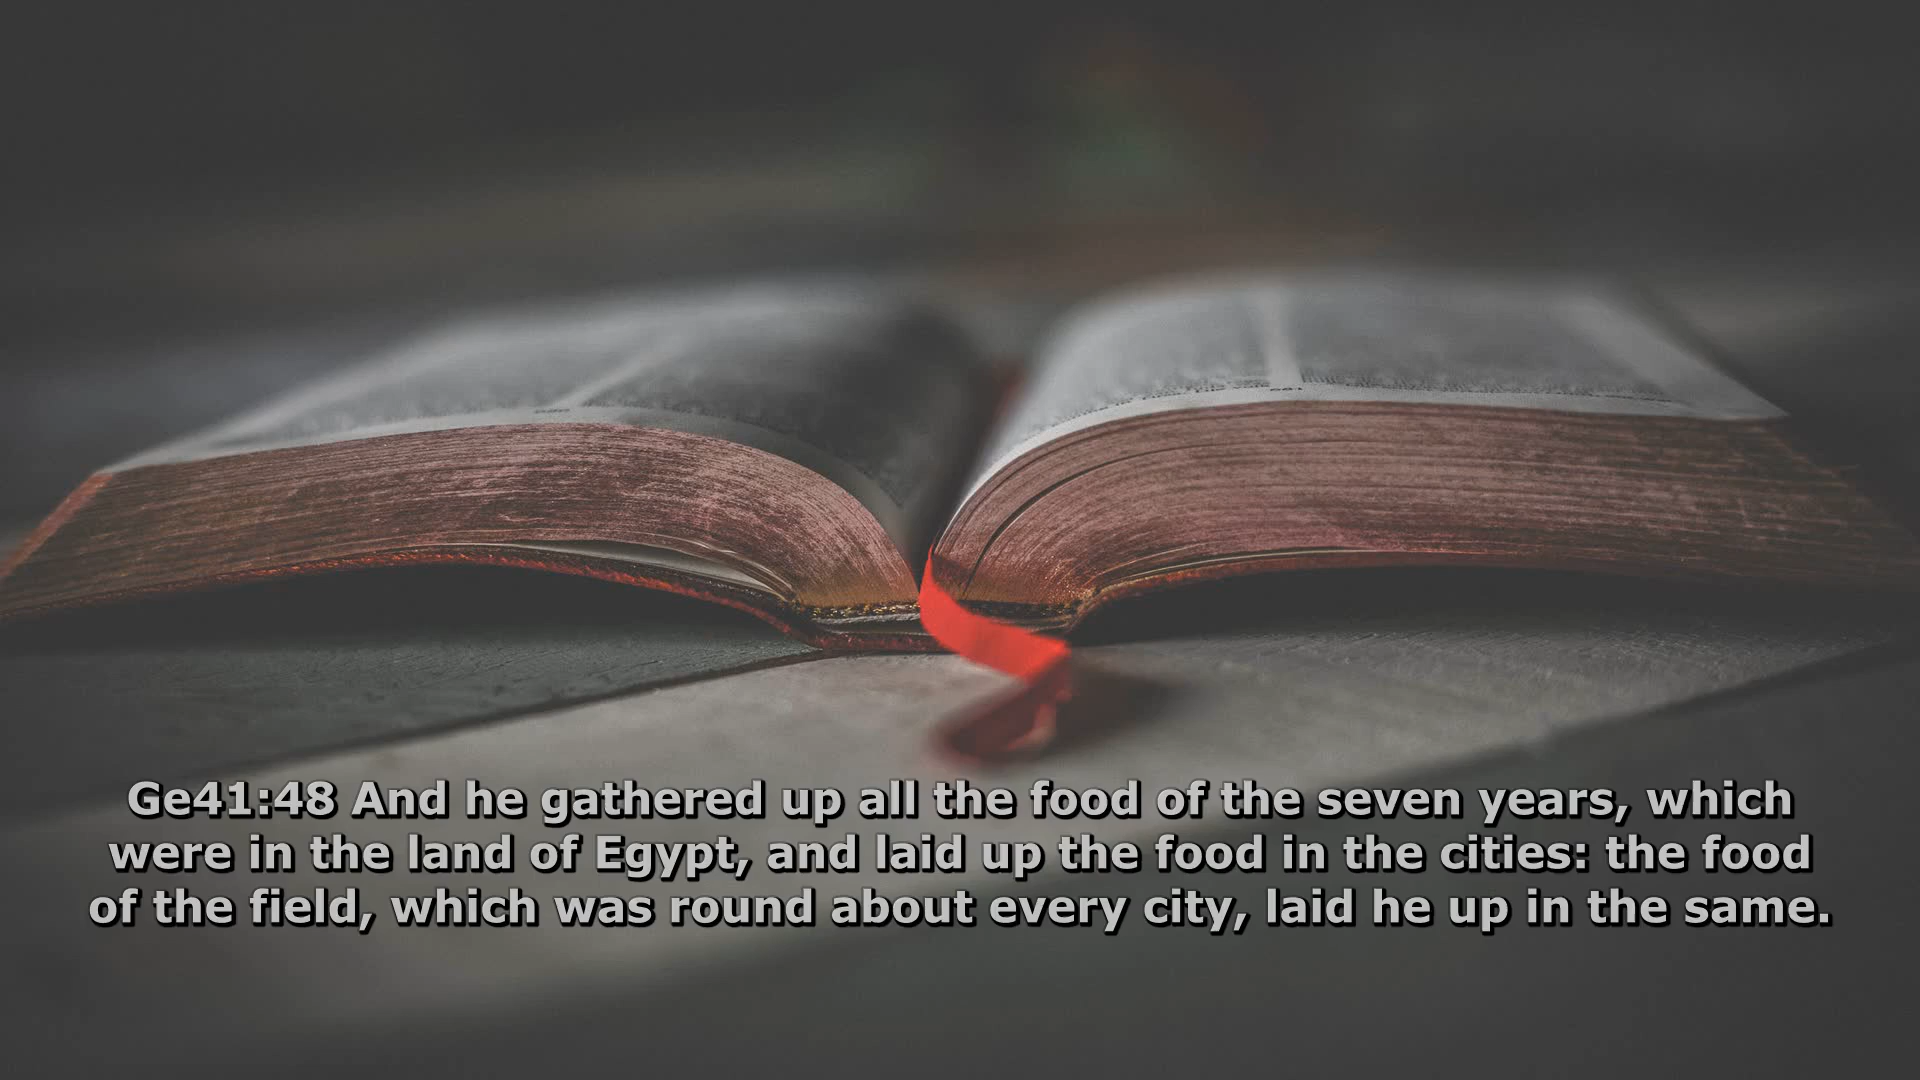 Ge41:48 And he gathered up all the food of the seven years, which
were in the land of Egypt, and laid up the food in the cities: the food
of the field, which was round about every city, laid he up in the same.